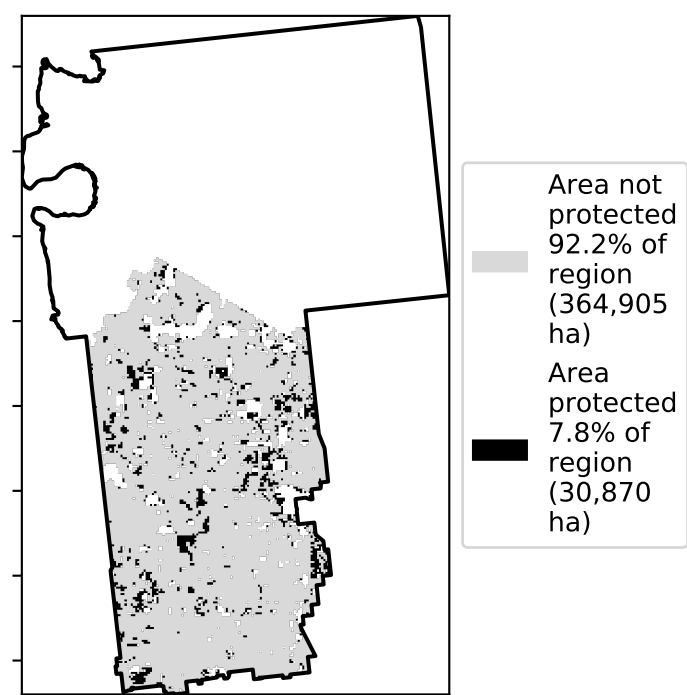 Area not
protected
92.2% of
region
(364,905
ha)
Area
protected
7.8% of
region
(30,870
ha)